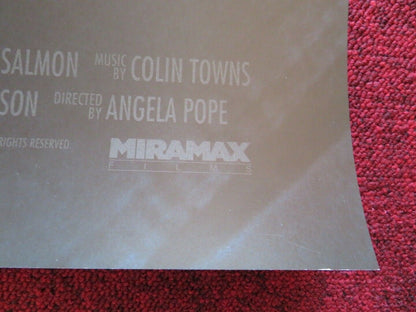 SALMON MUSIC BY COLIN TOWNS
SON DIRECTED BY ANGELA POPE
RIGHTS RESERVED.
MIRAMAX
FILMS